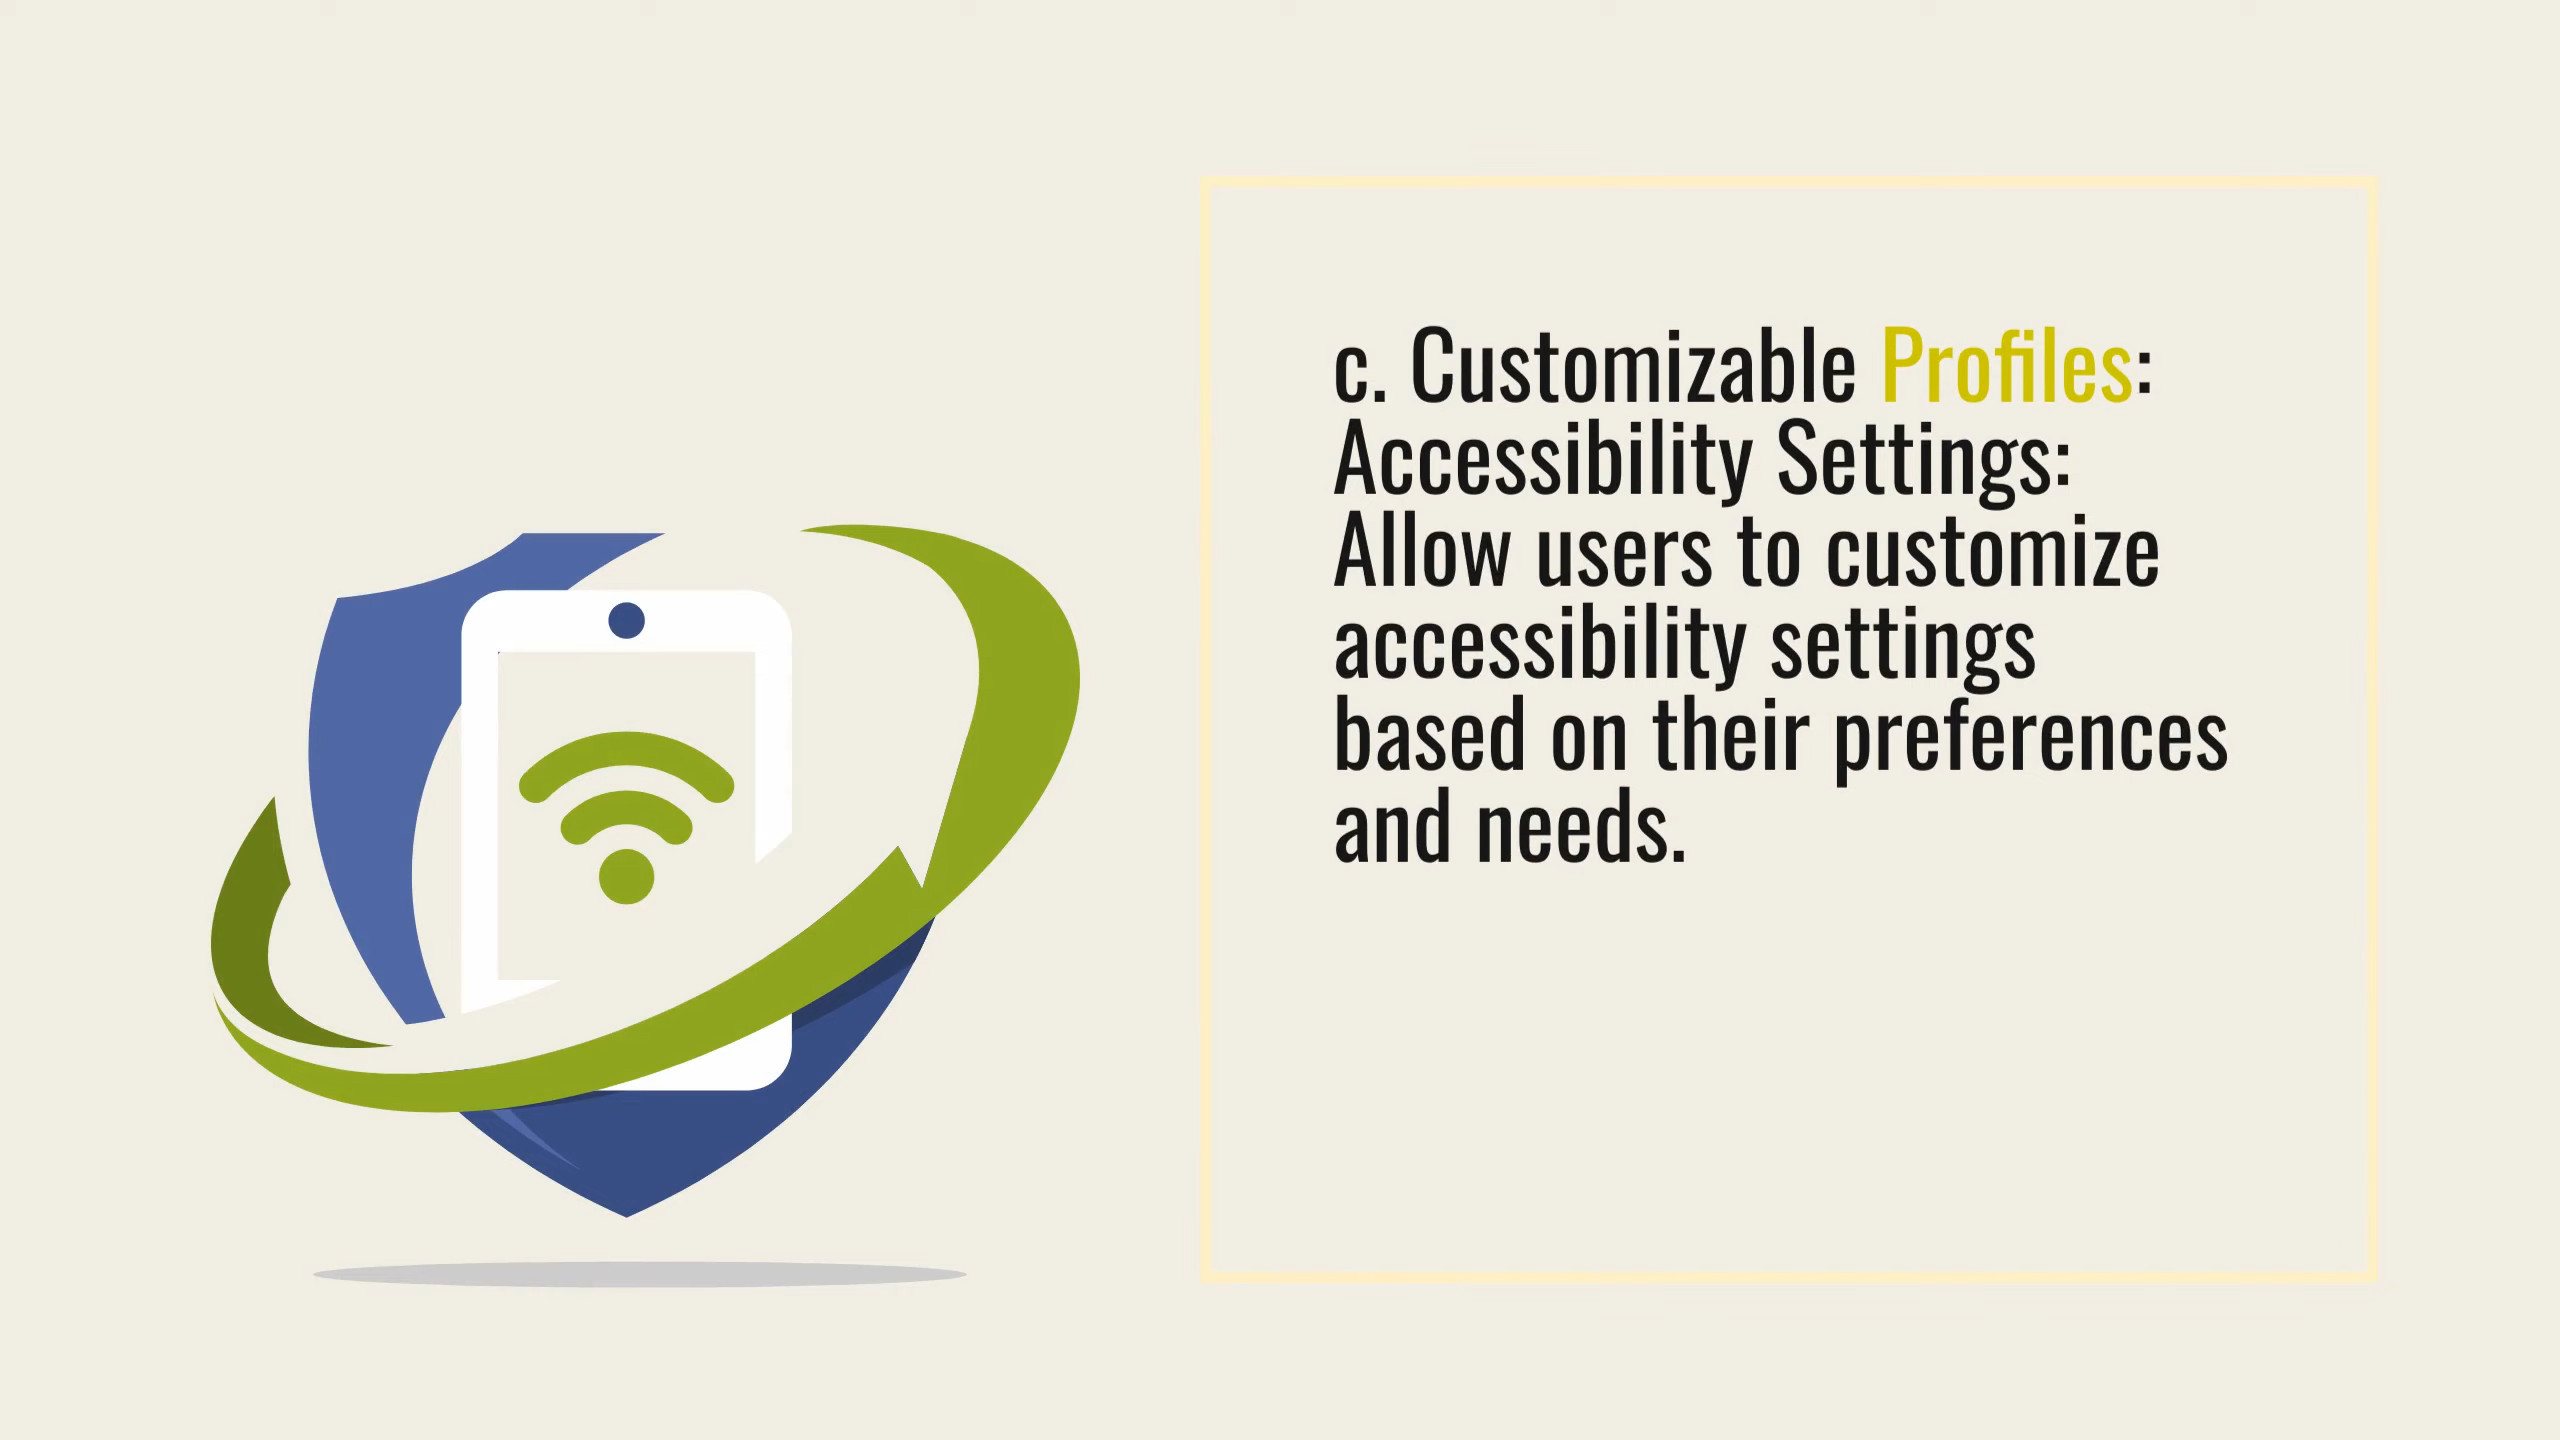 c. Customizable Profiles:
Accessibility Settings:
Allow users to customize
accessibility settings
based on their preferences
and needs.